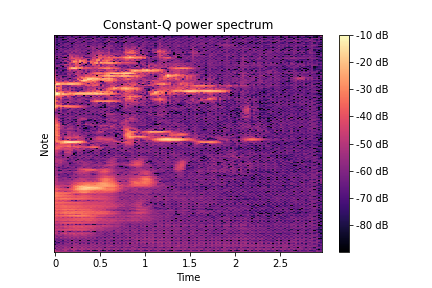 Constant-Q power spectrum
Note
-10 dB
-20 dB
-30 dB
-40 dB
-50 dB
-60 dB
-70 dB
-80 dB
0 0.5 1 1.5 2 2.5
Time